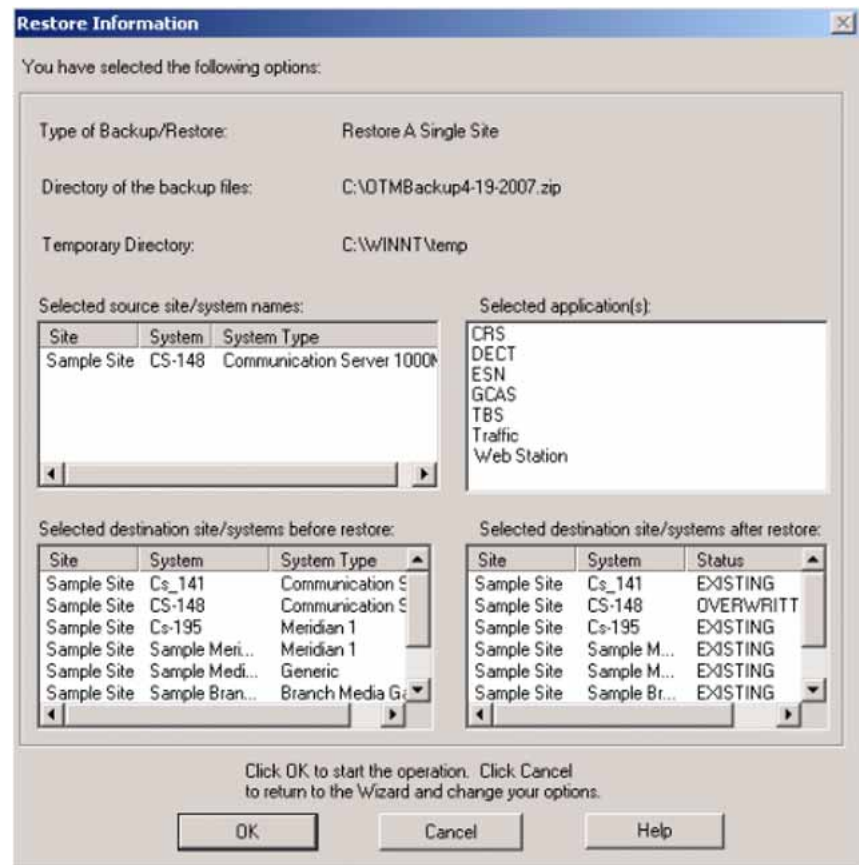 Restore Information
You have selected the following options:
Type of Backup/Restore: Restore A Single Site
Directory of the backup files: C:\OTMBackup4-19-2007.zip
Temporary Directory: C:\WINNT\temp
Selected source site/system names:
Site System System Type
Sample Site CS-148 Communication Server 1000M
Selected application(s):
CRS
DECT
ESN
GCAS
TBS
Traffic
Web Station
Selected destination site/systems before restore:
Site System System Type
Sample Site Cs_141 Communication S
Sample Site CS-148 Communication S
Sample Site Cs-195 Meridian 1
Sample Site Sample Meri... Meridian 1
Sample Site Sample Medi... Generic
Sample Site Sample Bran... Branch Media Ga
Selected destination site/systems after restore:
Site System Status
Sample Site Cs_141 EXISTING
Sample Site CS-148 OVERWRITT
Sample Site Cs-195 EXISTING
Sample Site Sample M... EXISTING
Sample Site Sample M... EXISTING
Sample Site Sample Br... EXISTING
Click OK to start the operation. Click Cancel
to return to the Wizard and change your options.
OK Cancel Help